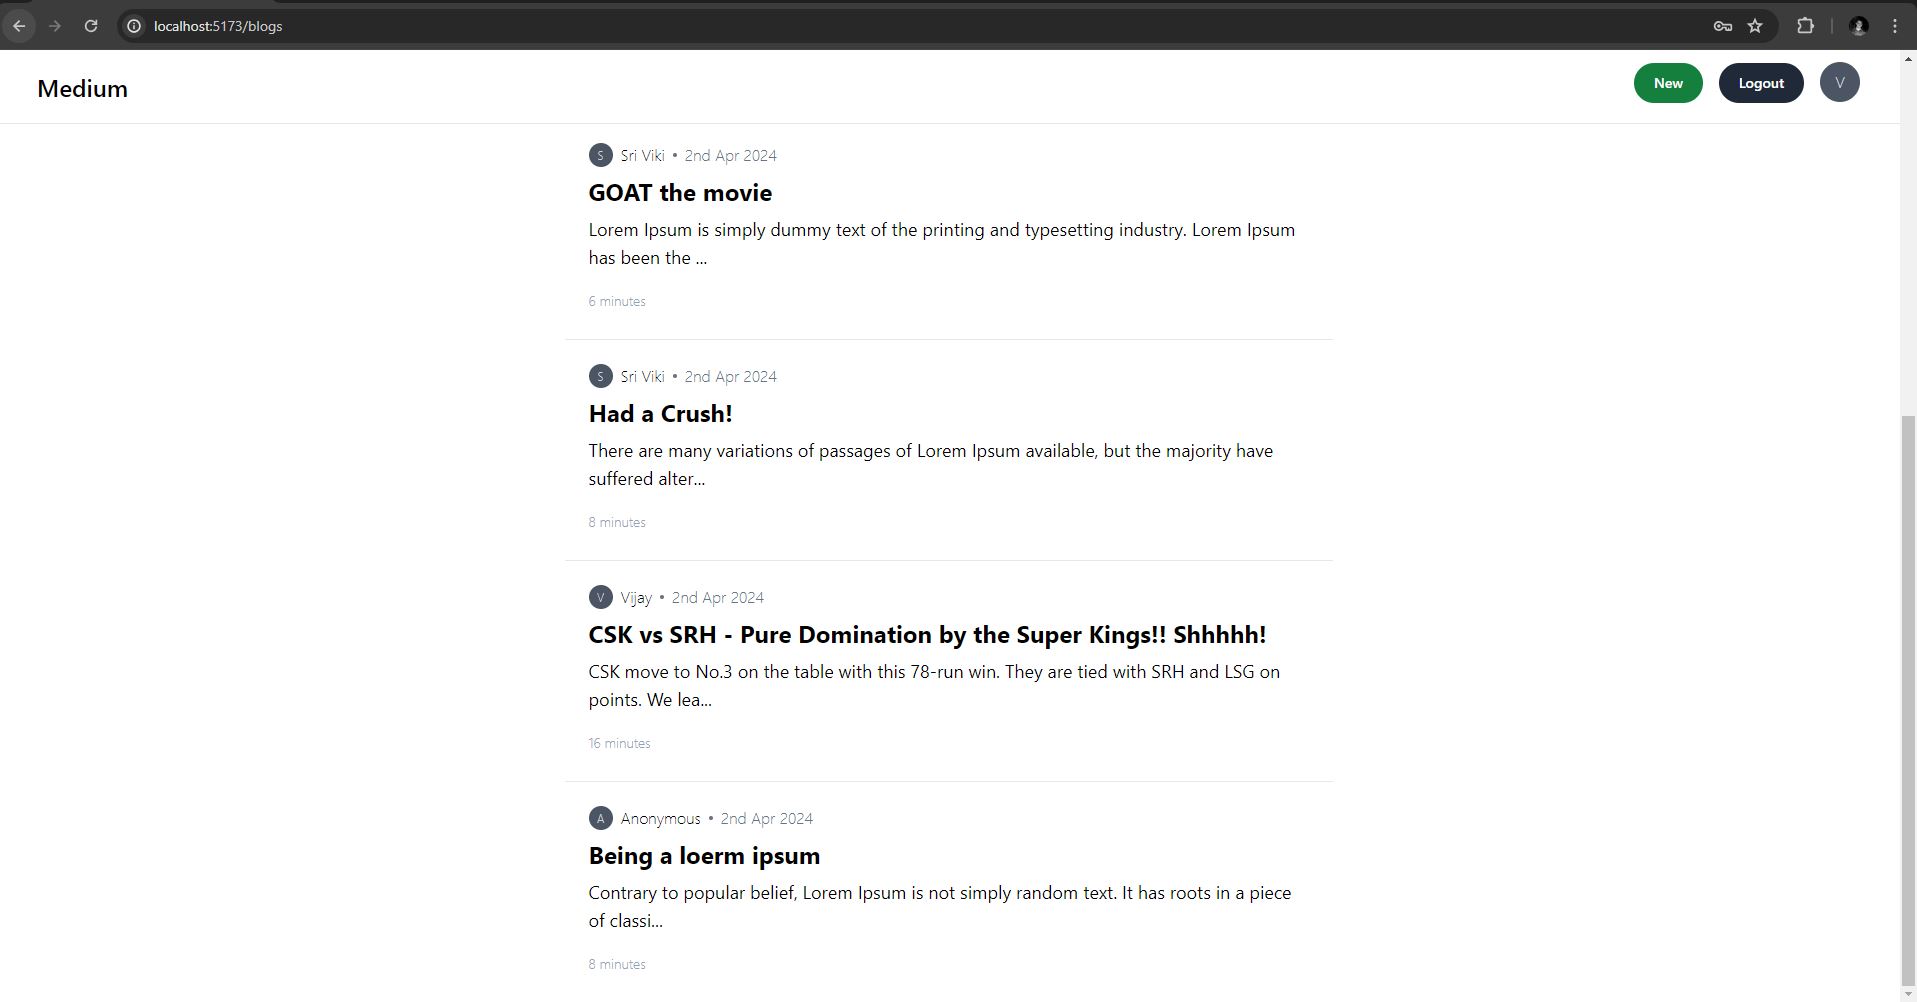 localhost:5173/blogs
Medium
New
Logout
V
S Sri Viki • 2nd Apr 2024
GOAT the movie
Lorem Ipsum is simply dummy text of the printing and typesetting industry. Lorem Ipsum
has been the ...
6 minutes
S Sri Viki • 2nd Apr 2024
Had a Crush!
There are many variations of passages of Lorem Ipsum available, but the majority have
suffered alter...
8 minutes
V Vijay • 2nd Apr 2024
CSK vs SRH - Pure Domination by the Super Kings!! Shhhhh!
CSK move to No.3 on the table with this 78-run win. They are tied with SRH and LSG on
points. We lea...
16 minutes
A Anonymous • 2nd Apr 2024
Being a loerm ipsum
Contrary to popular belief, Lorem Ipsum is not simply random text. It has roots in a piece
of classi...
8 minutes